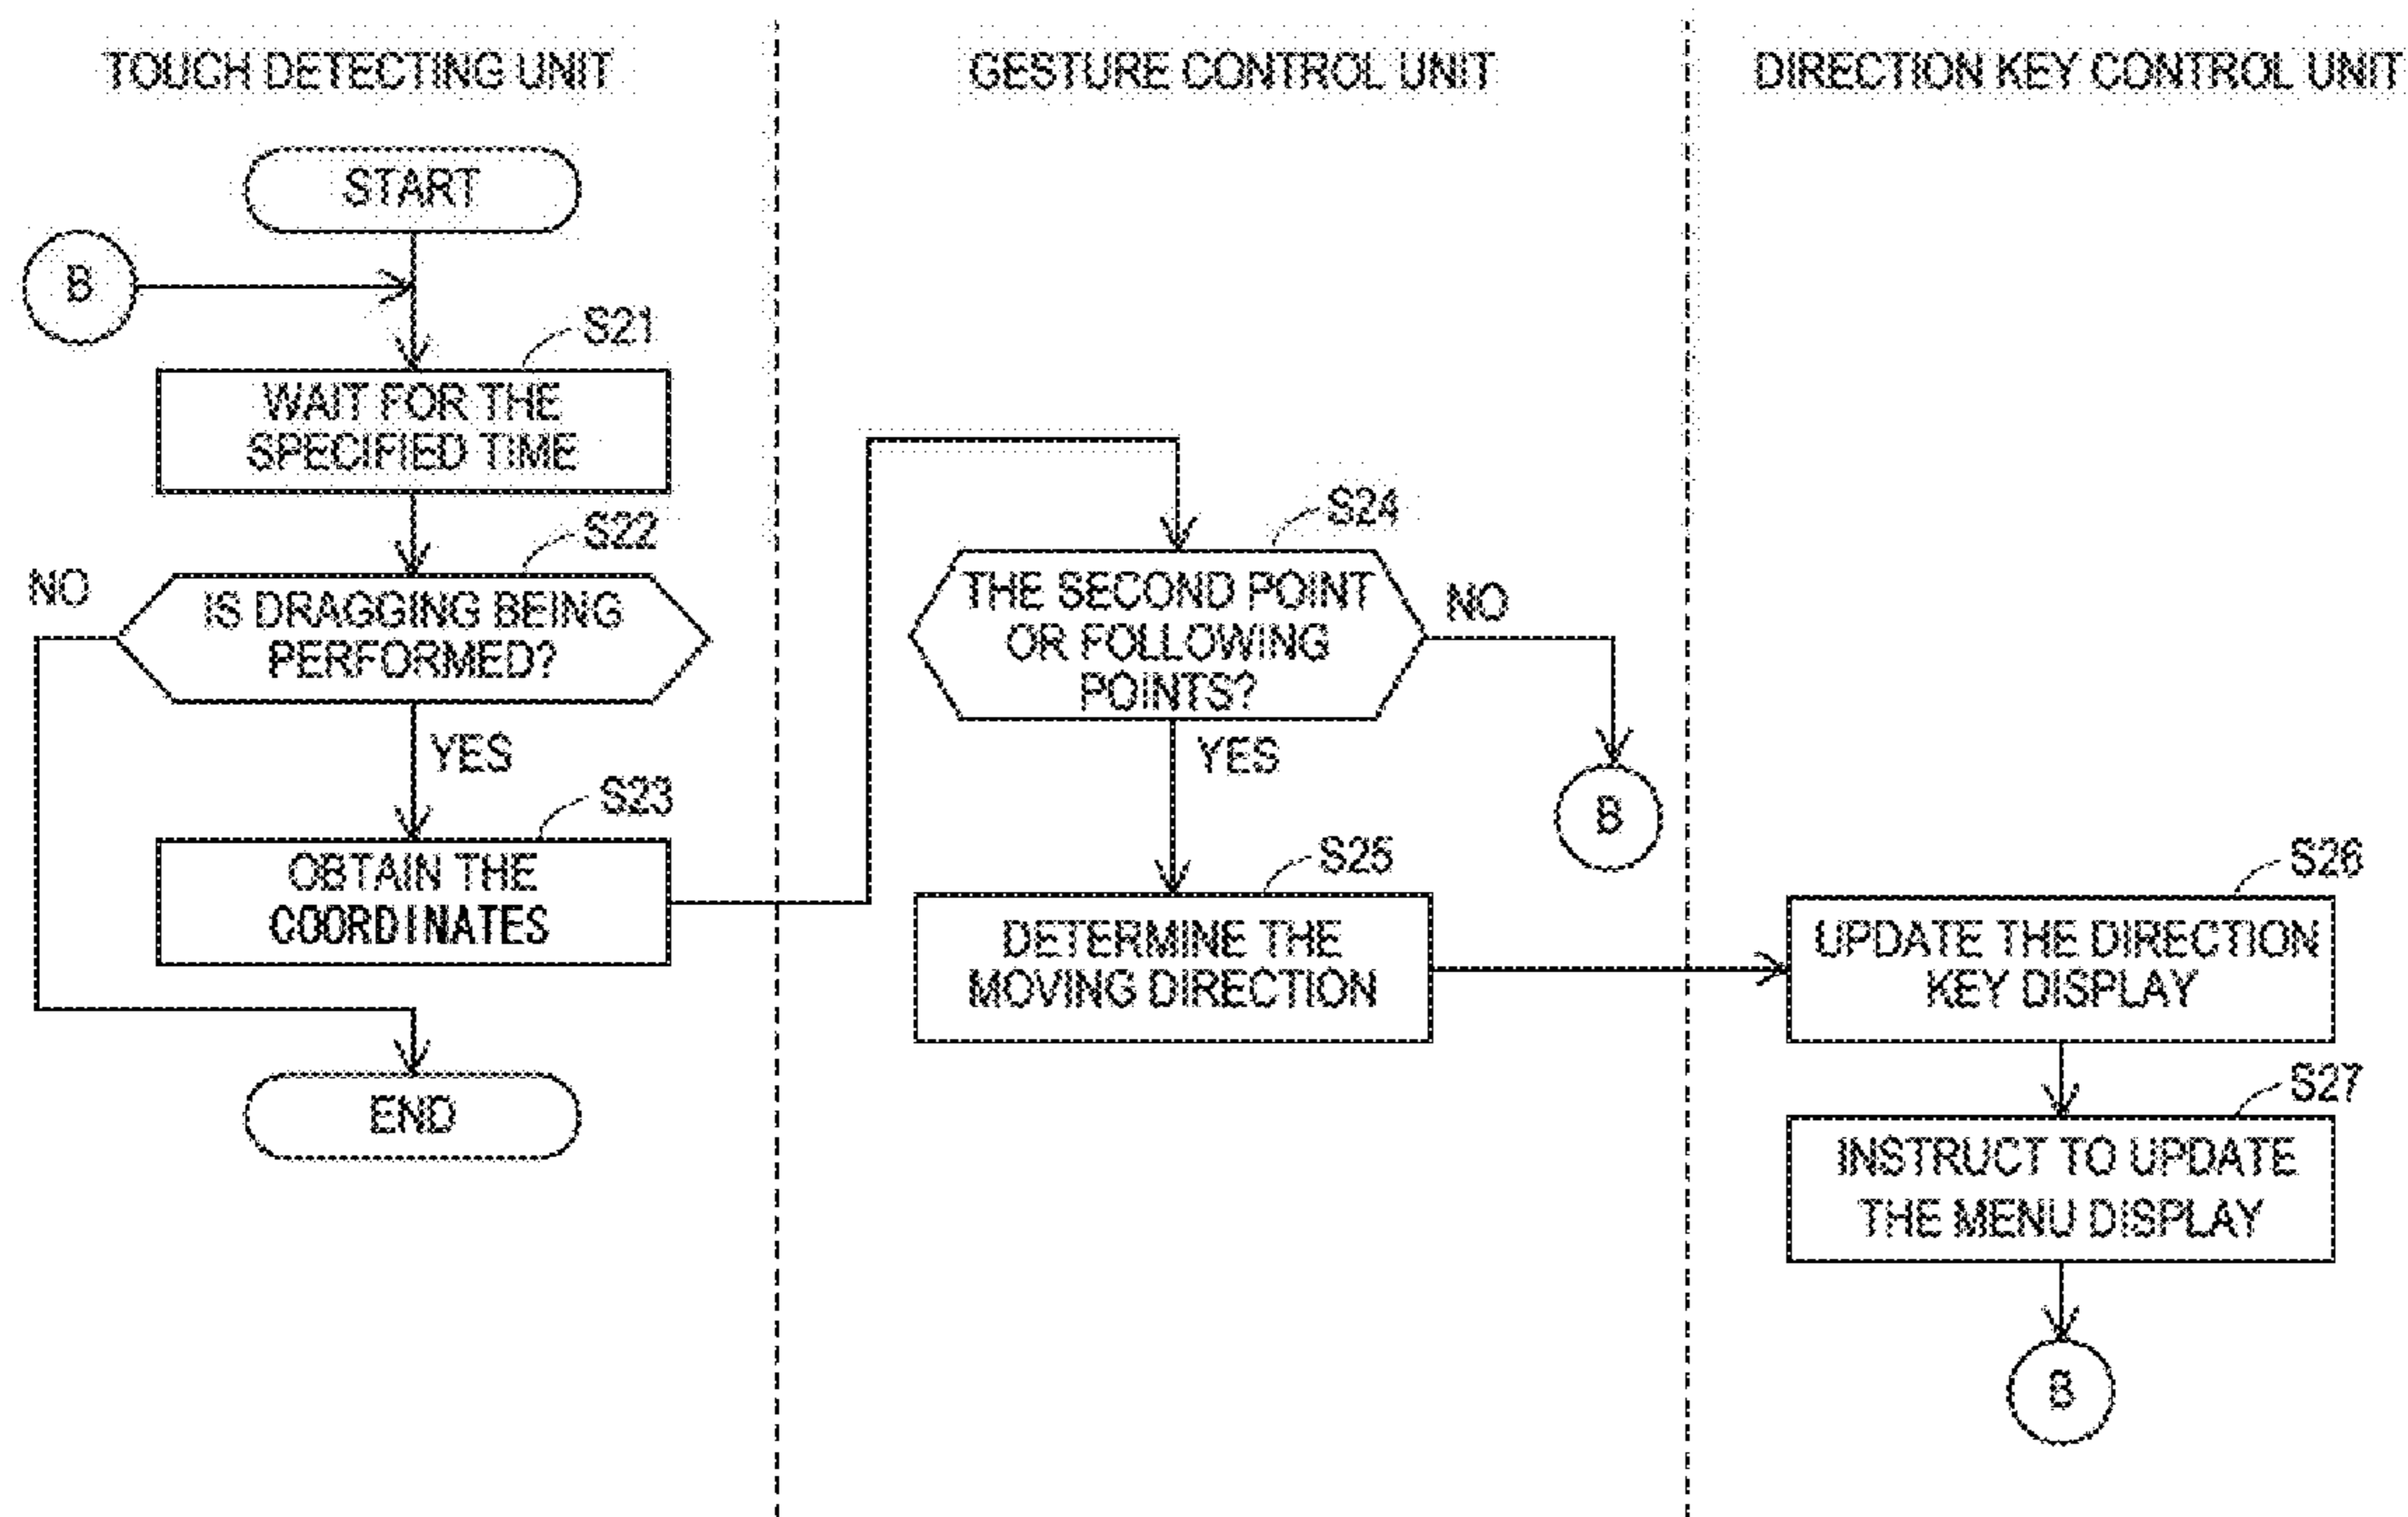 TOUCH DETECTING UNIT
START
B
S21
WAIT FOR THE
SPECIFIED TIME
S22
NO
IS DRAGGING BEING
PERFORMED?
YES
S23
OBTAIN THE
COORDINATES
END
GESTURE CONTROL UNIT
S24
THE SECOND POINT
OR FOLLOWING
POINTS?
NO
B
YES
S25
DETERMINE THE
MOVING DIRECTION
DIRECTION KEY CONTROL UNIT
S26
UPDATE THE DIRECTION
KEY DISPLAY
S27
INSTRUCT TO UPDATE
THE MENU DISPLAY
B